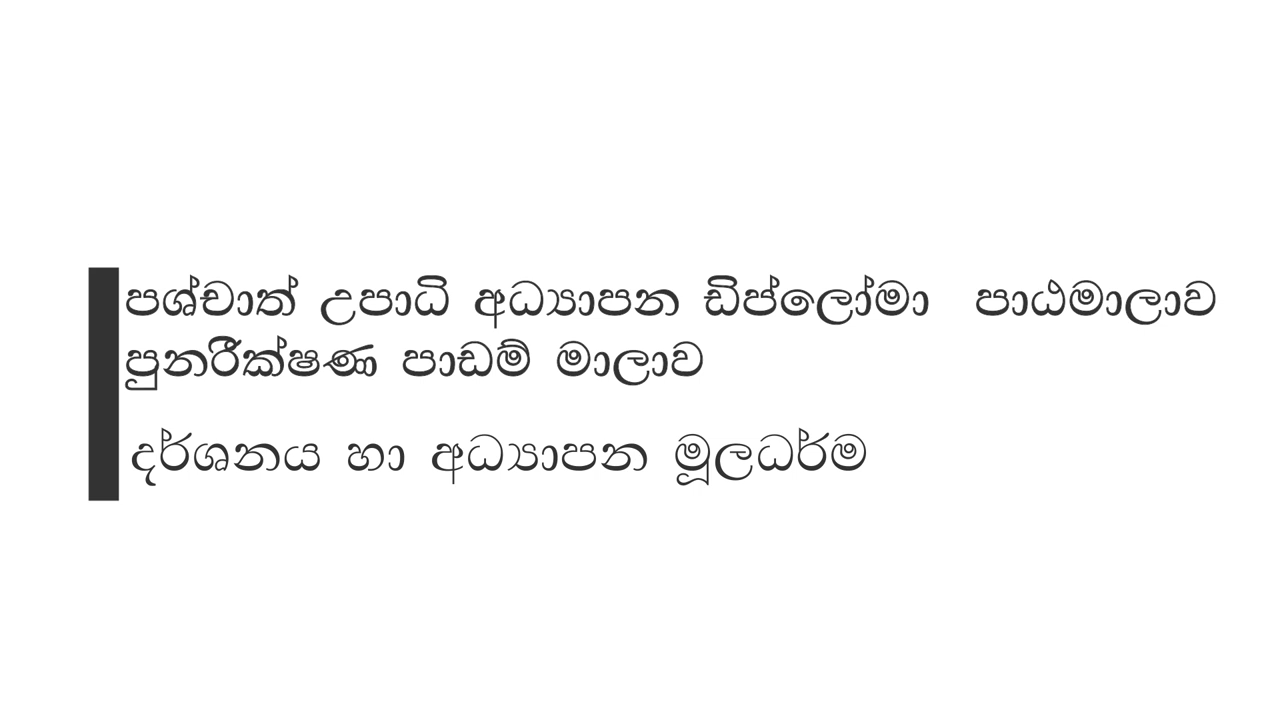 පශ්චාත් උපාධි අධ්‍යාපන ඩිප්ලෝමා පාඨමාලාව
පුනරීක්ෂණ පාඩම් මාලාව
දර්ශනය හා අධ්‍යාපන මූලධර්ම